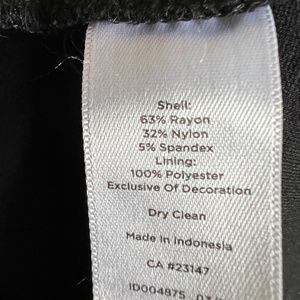 Shell:
63% Rayon
32% Nylon
5% Spandex
Lining:
100% Polyester
Exclusive Of Decoration
Dry Clean
Made In Indonesia
CA #23147
ID004875